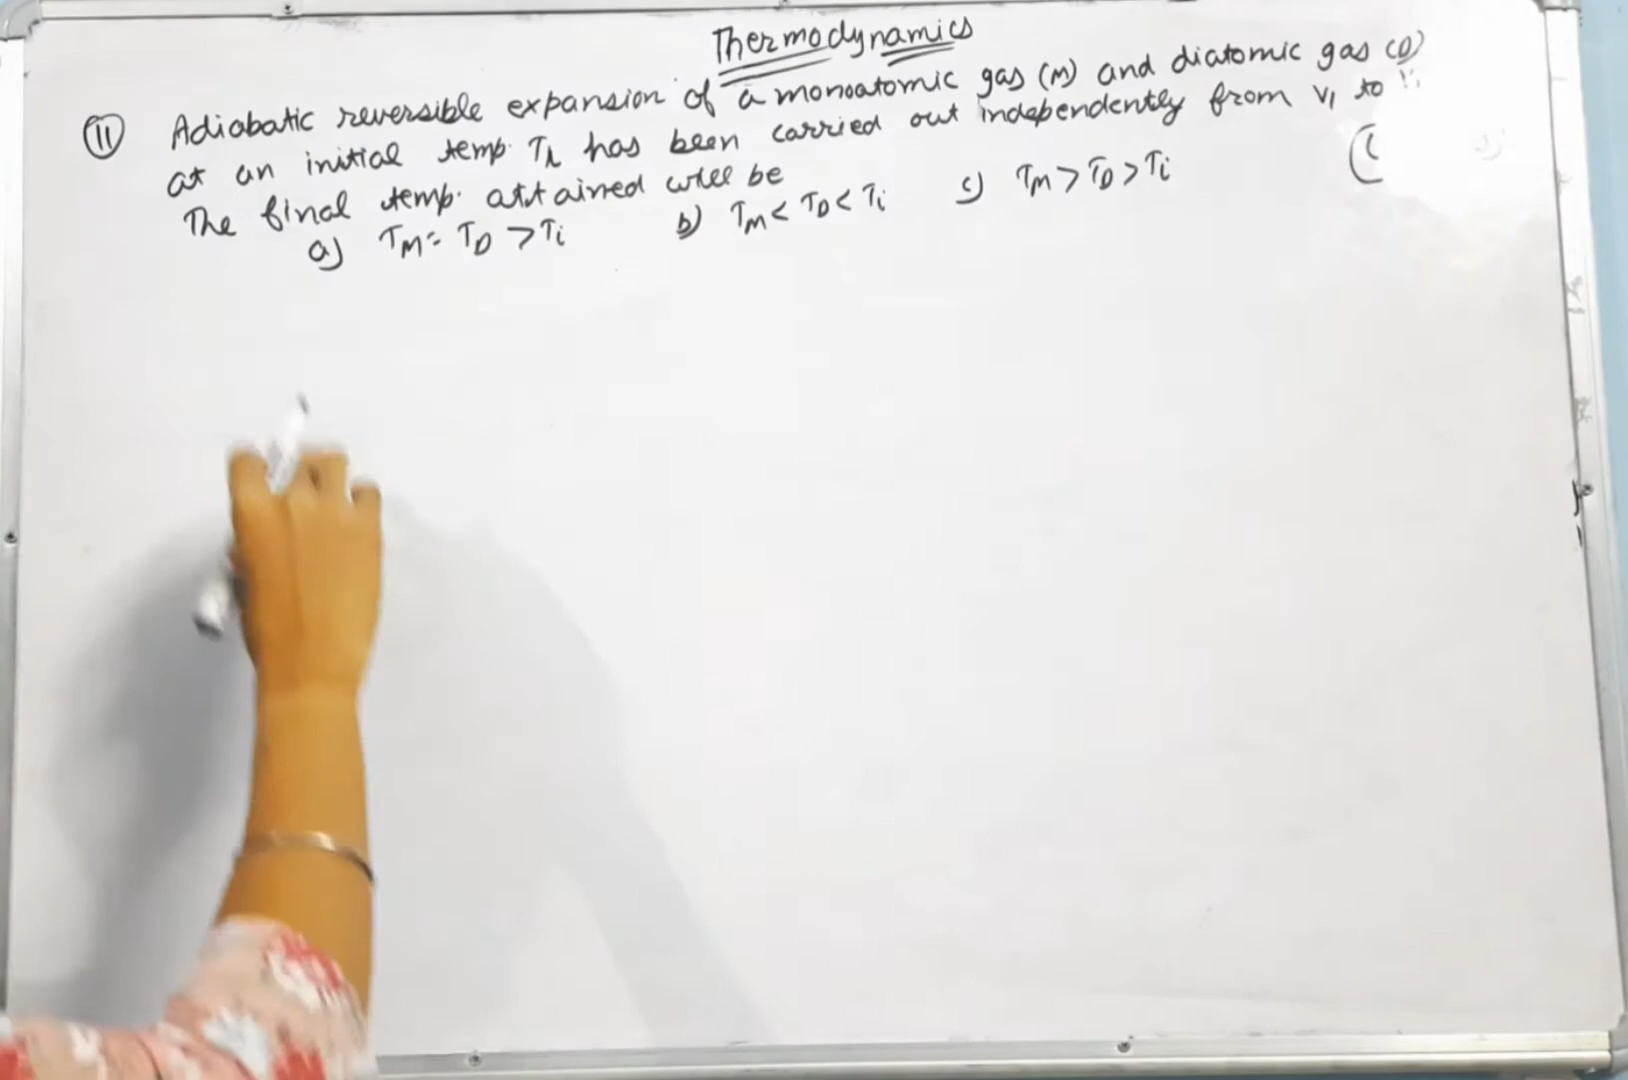 Thermodynamics
(11) Adiabatic reversible expansion of a monoatomic gas (M) and diatomic gas (D)
at an initial temp. Ti has been carried out independently from V1 to
The final temp. attained will be
a) TM = TD > Ti b) TM < TD < Ti c) TM > TD > Ti